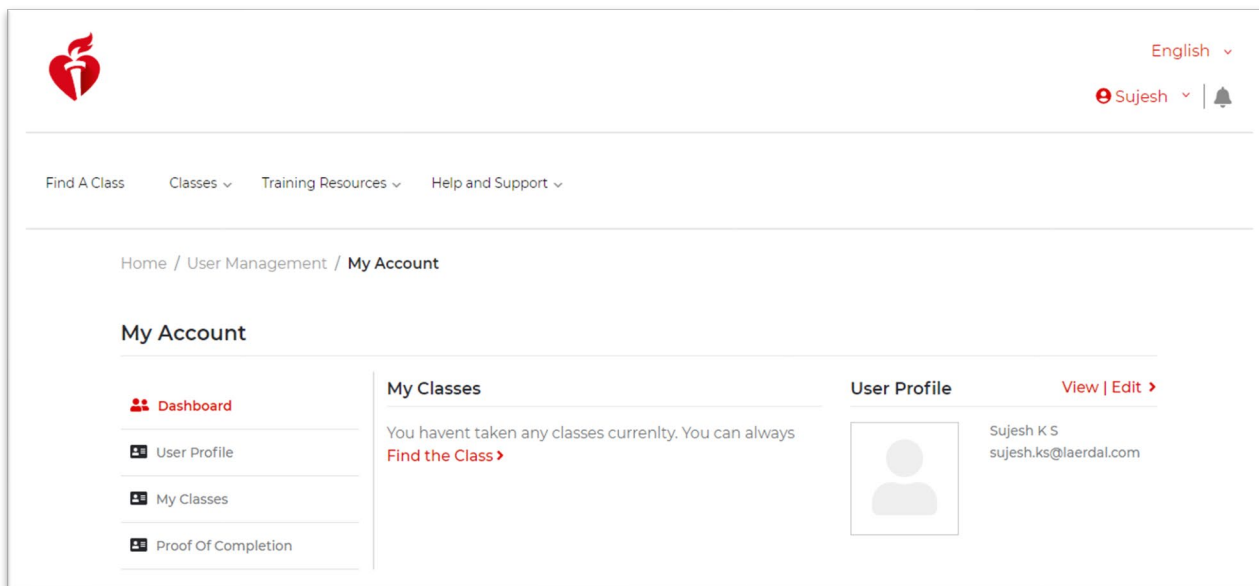 English
Sujesh
Find A Class Classes Training Resources Help and Support
Home / User Management / My Account
My Account
Dashboard
User Profile
My Classes
Proof Of Completion
My Classes
You havent taken any classes currenlty. You can always
Find the Class
User Profile View | Edit
Sujesh K S
sujesh.ks@laerdal.com